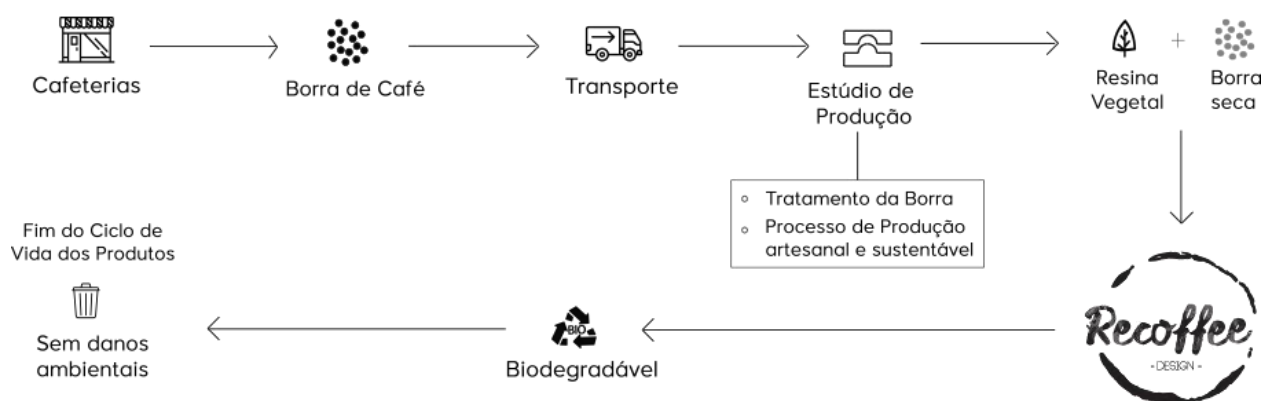 Cafeterias
Borra de Café
Transporte
Estúdio de
Produção
Resina
Vegetal
+
Borra
seca
Tratamento da Borra
Processo de Produção
artesanal e sustentável
Recoffee
- DESIGN -
BIO
Biodegradável
Fim do Ciclo de
Vida dos Produtos
Sem danos
ambientais